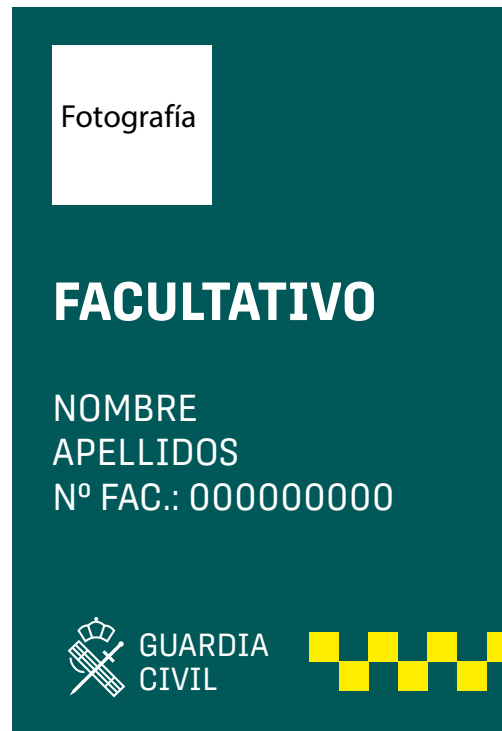 Fotografía
FACULTATIVO
NOMBRE
APELLIDOS
Nº FAC.: 000000000
GUARDIA
CIVIL